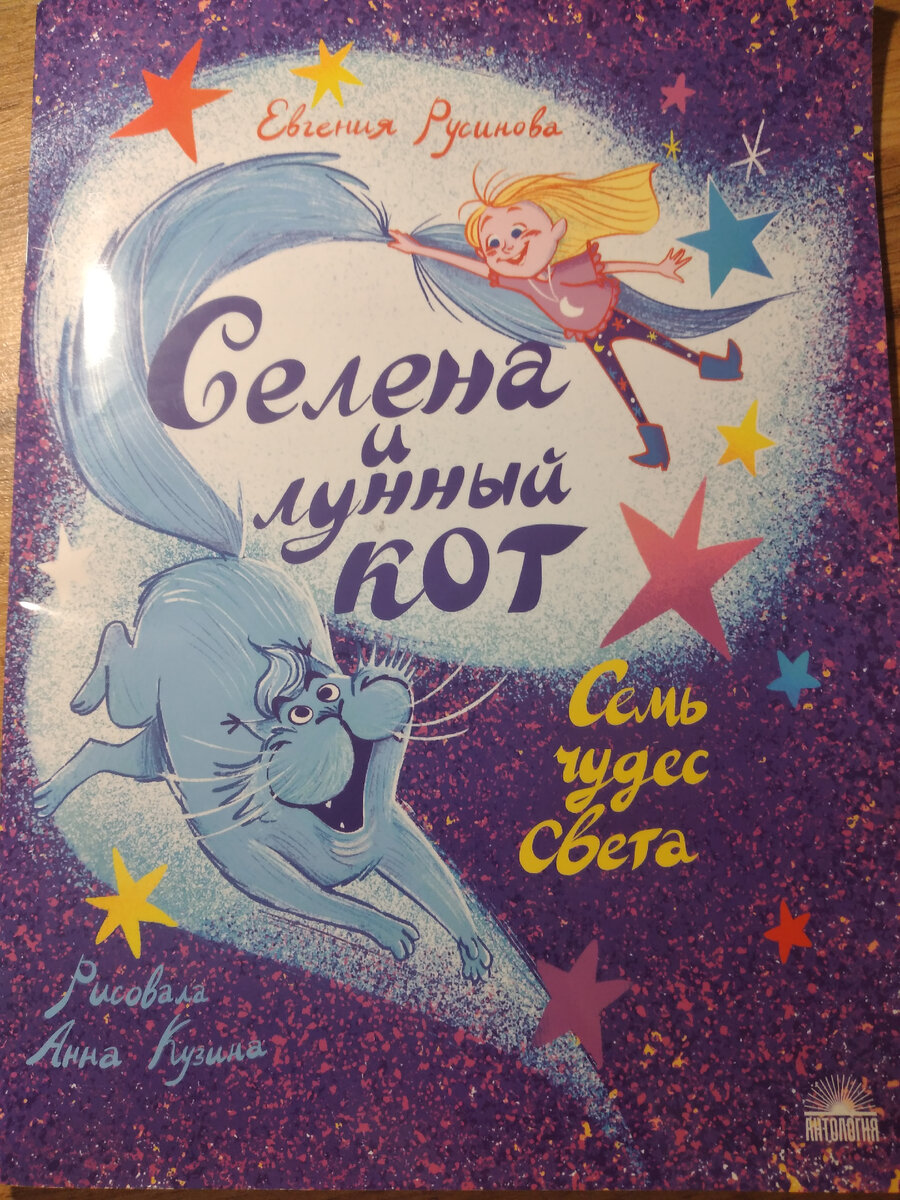 Евгения Русинова
Селена
и
лунный
кот
Семь
чудес
Света
Рисовала
Анна Кузина
АНТОЛОГИЯ